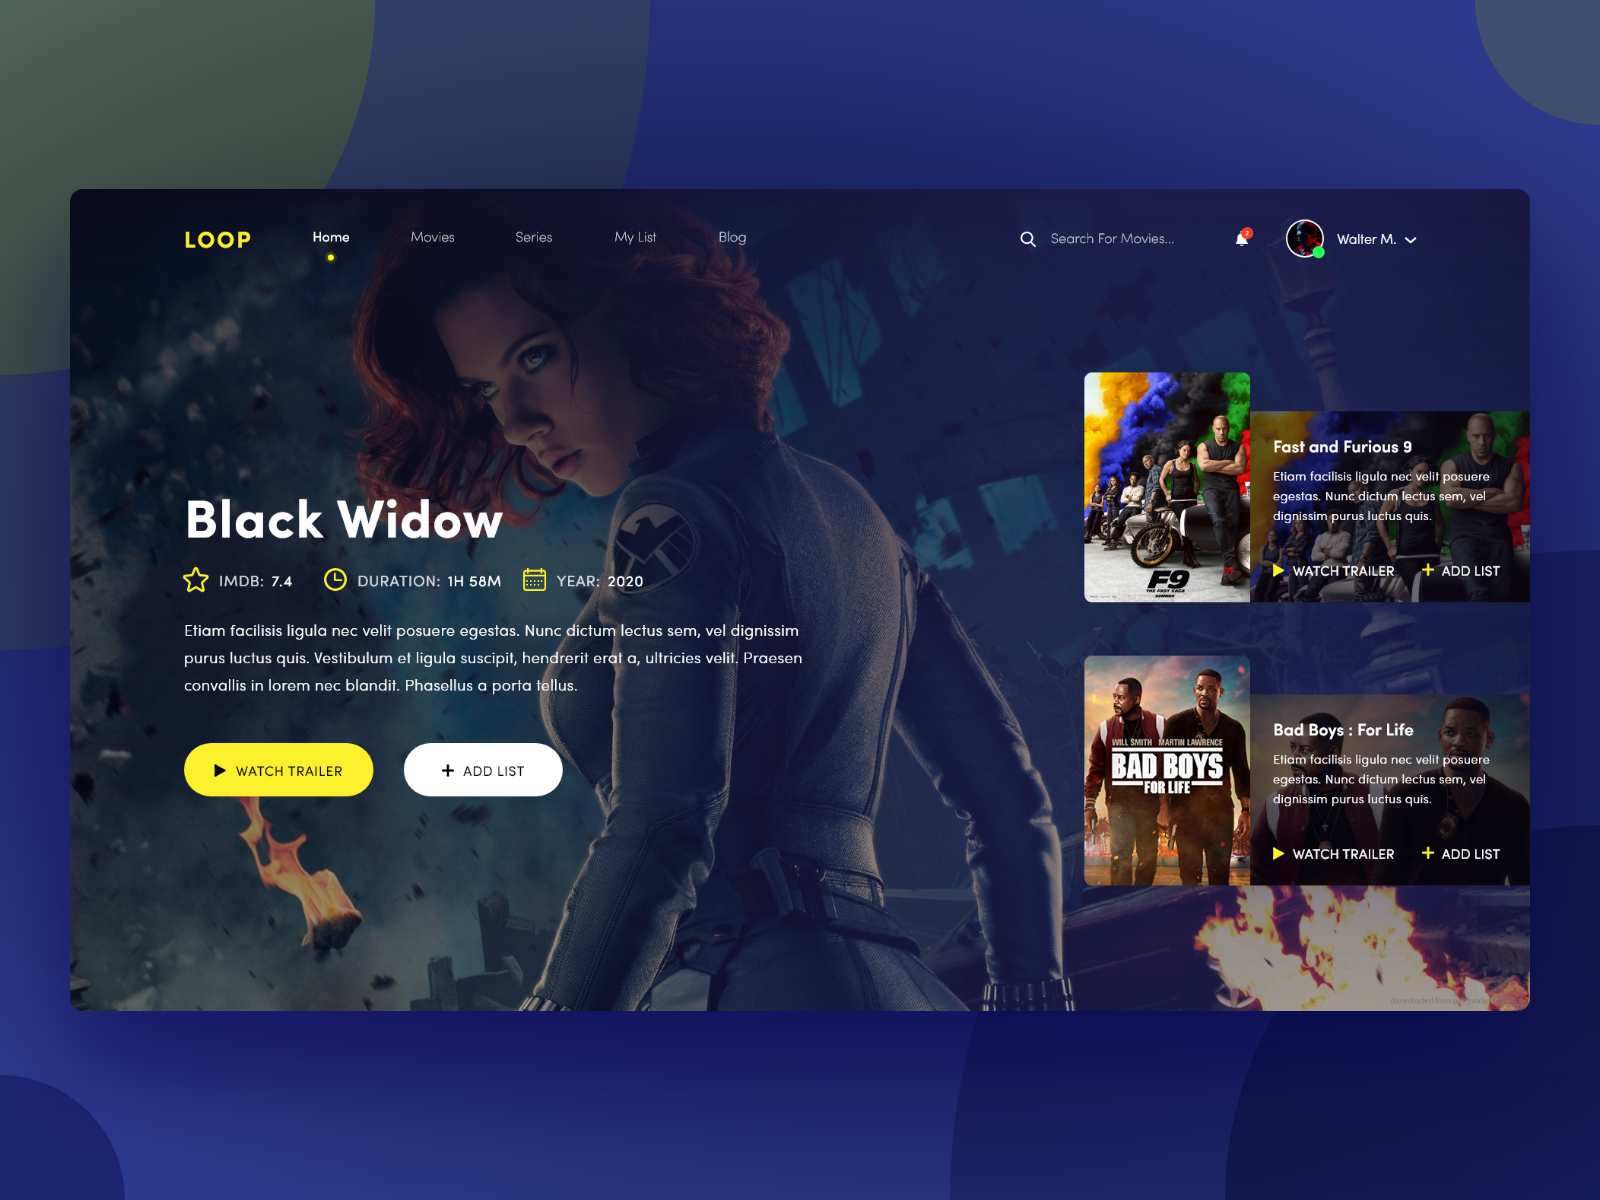 LOOP
Home
Movies
Series
My List
Blog
Search For Movies...
2
Walter M.
Black Widow
IMDB: 7.4
DURATION: 1H 58M
YEAR: 2020
Etiam facilisis ligula nec velit posuere egestas. Nunc dictum lectus sem, vel dignissim
purus luctus quis. Vestibulum et ligula suscipit, hendrerit erat a, ultricies velit. Praesen
convallis in lorem nec blandit. Phasellus a porta tellus.
WATCH TRAILER
ADD LIST
F9
THE FAST SAGA
Fast and Furious 9
Etiam facilisis ligula nec velit posuere
egestas. Nunc dictum lectus sem, vel
dignissim purus luctus quis.
WATCH TRAILER
ADD LIST
WILL SMITH MARTIN LAWRENCE
BAD BOYS
FOR LIFE
Bad Boys : For Life
Etiam facilisis ligula nec velit posuere
egestas. Nunc dictum lectus sem, vel
dignissim purus luctus quis.
WATCH TRAILER
ADD LIST
downloaded from